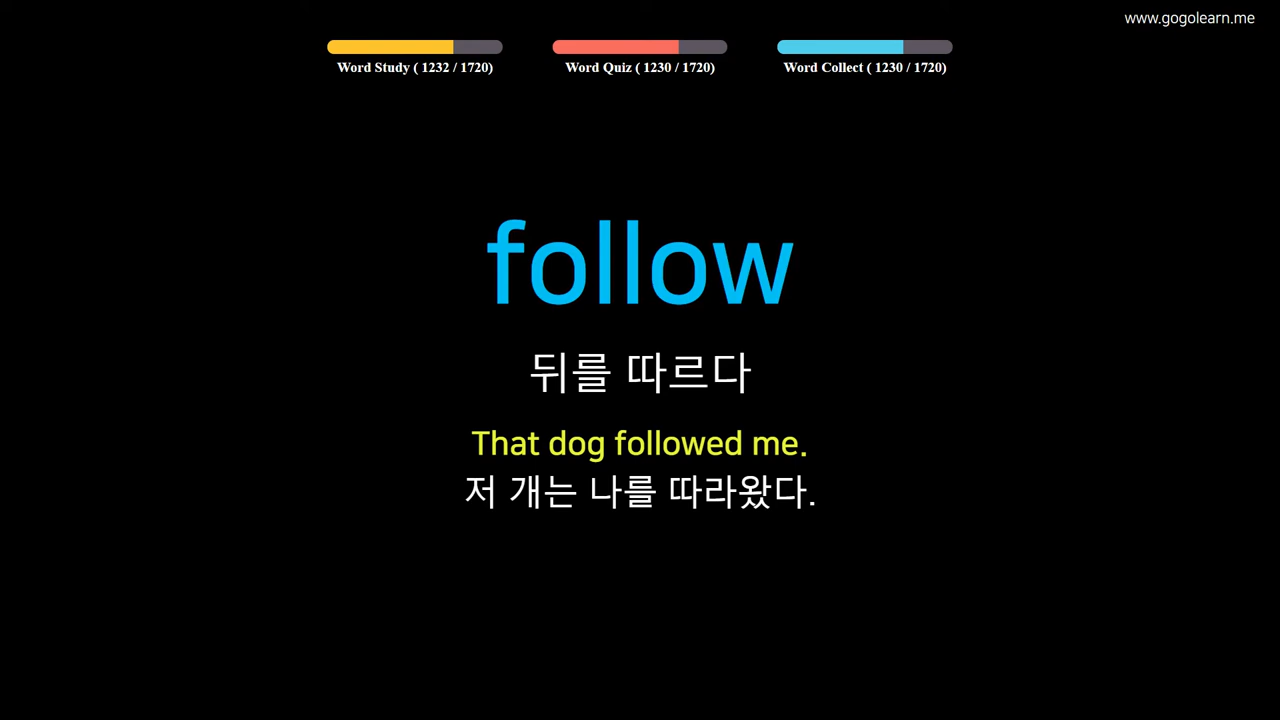 www.gogolearn.me
Word Study ( 1232 / 1720)
Word Quiz ( 1230 / 1720)
Word Collect ( 1230 / 1720)
follow
뒤를 따르다
That dog followed me.
저 개는 나를 따라왔다.